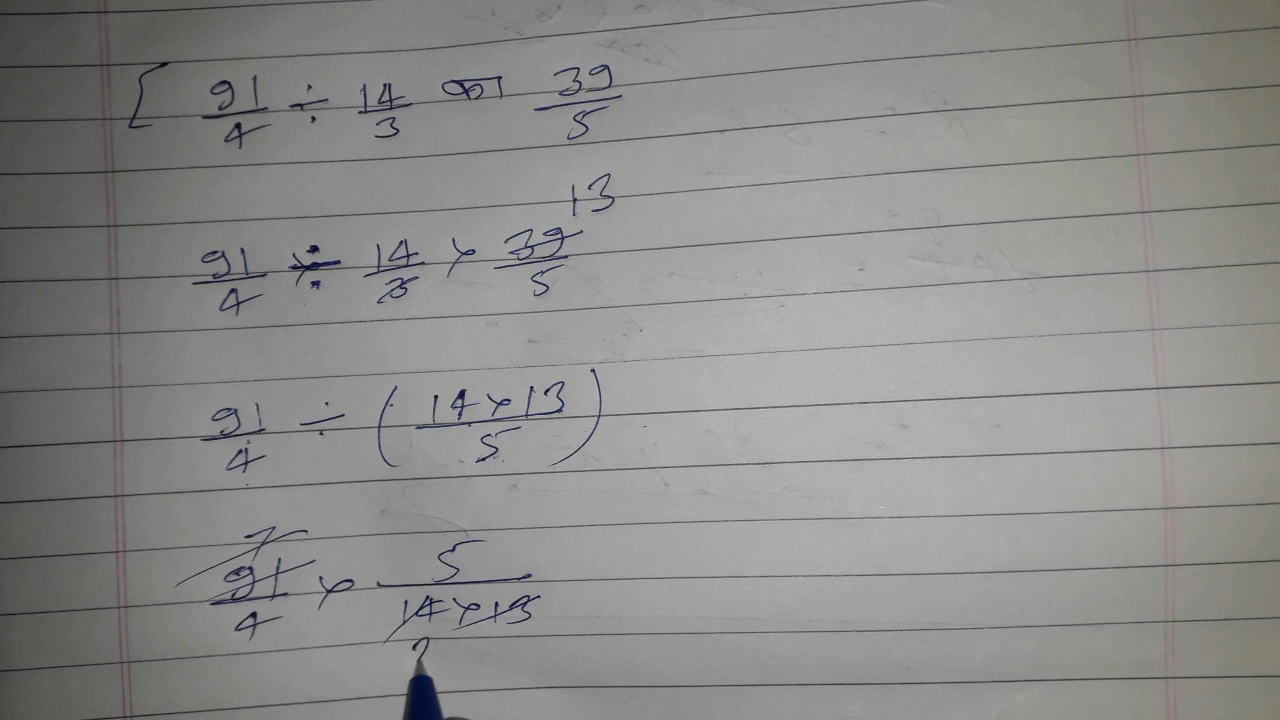 [ 91/4 ÷ 14/3 का 39/5
13
91/4 ÷ 14/3 × 39/5
91/4 ÷ (14×13/5)
7
91/4 × 5/14×13
2